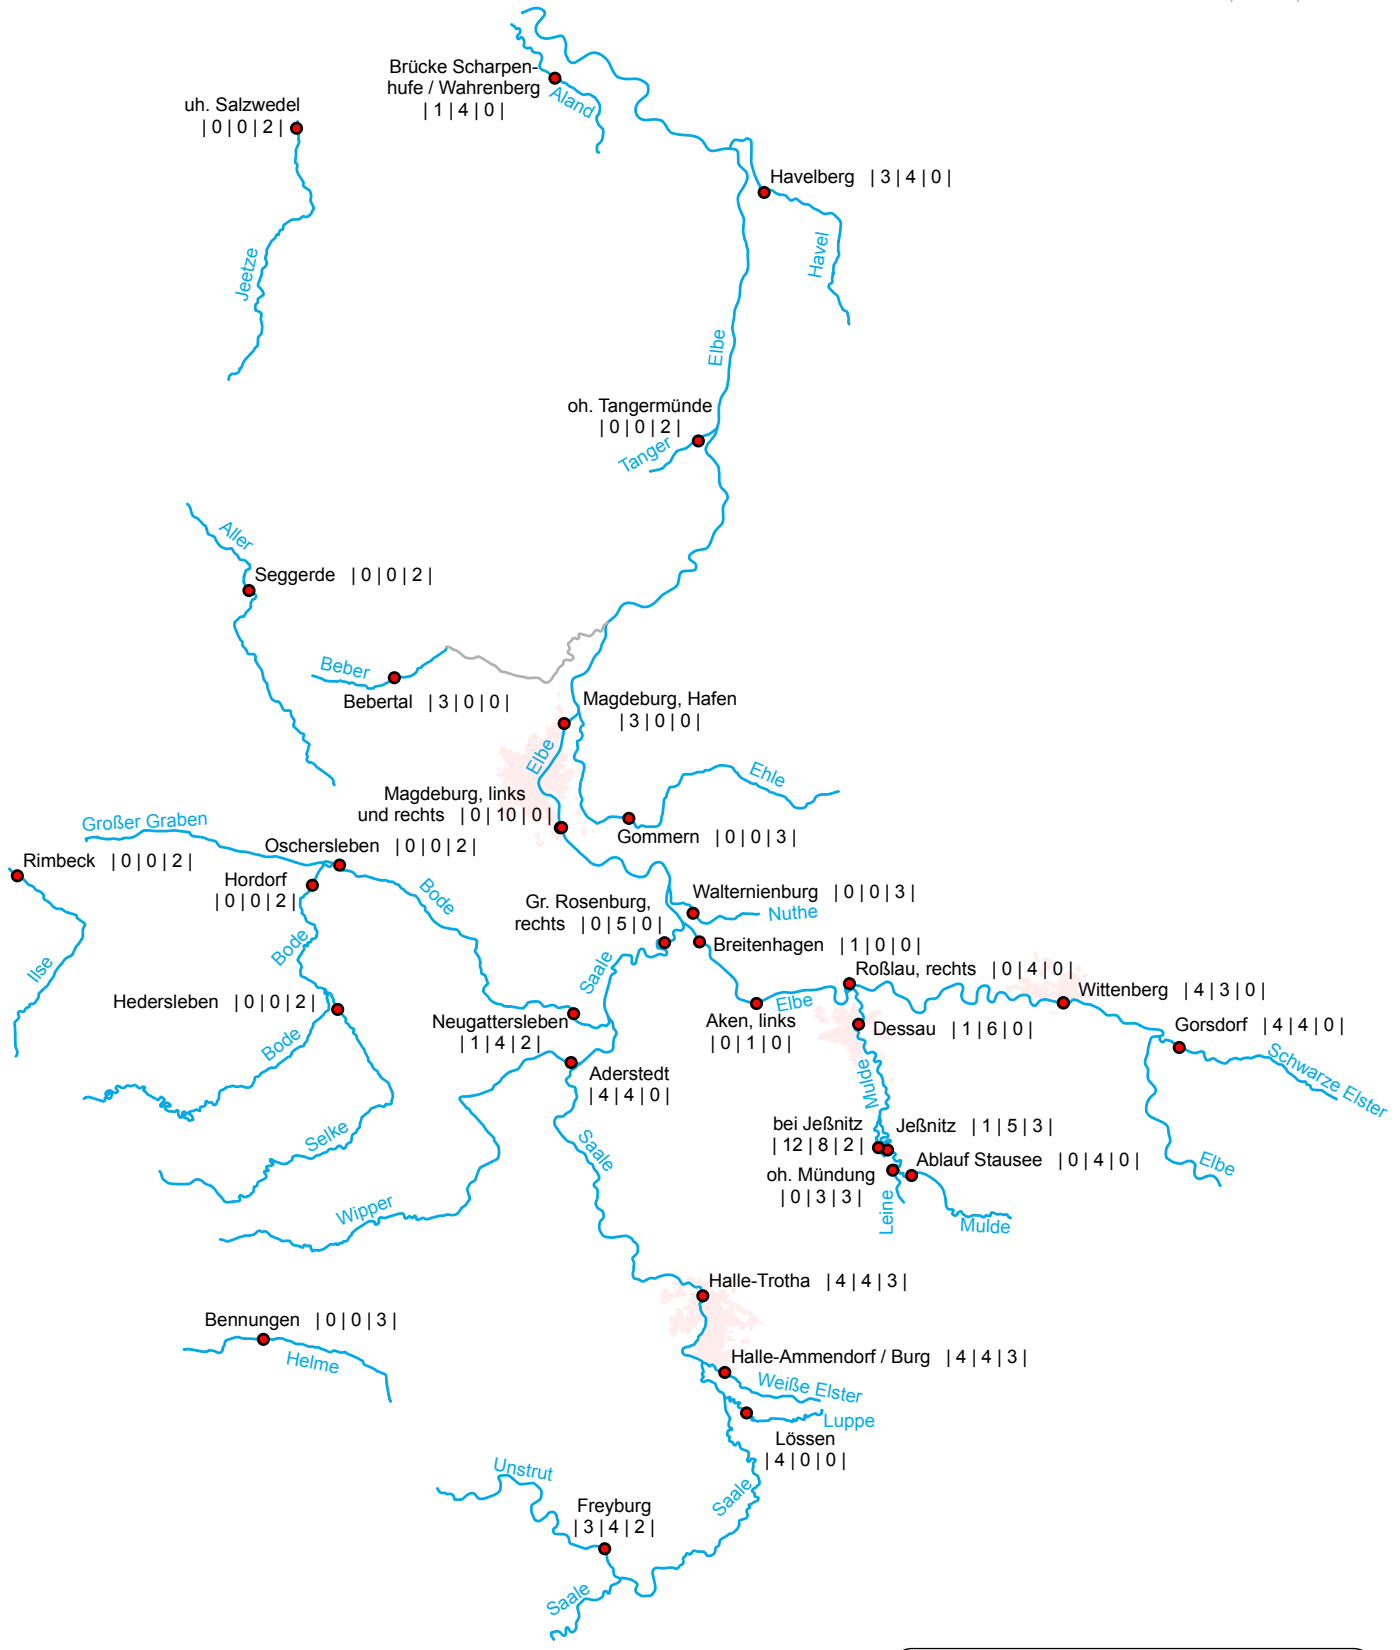 Brücke Scharpen-
hufe / Wahrenberg
| 1 | 4 | 0 |
Aland
uh. Salzwedel
| 0 | 0 | 2 |
Havelberg | 3 | 4 | 0 |
Havel
Jeetze
Elbe
oh. Tangermünde
| 0 | 0 | 2 |
Tanger
Aller
Seggerde | 0 | 0 | 2 |
Beber
Bebertal | 3 | 0 | 0 |
Magdeburg, Hafen
| 3 | 0 | 0 |
Elbe
Ehle
Magdeburg, links
und rechts | 0 | 10 | 0 |
Gommern | 0 | 0 | 3 |
Großer Graben
Oschersleben | 0 | 0 | 2 |
Rimbeck | 0 | 0 | 2 |
Hordorf
| 0 | 0 | 2 |
Bode
Gr. Rosenburg,
rechts | 0 | 5 | 0 |
Walternienburg | 0 | 0 | 3 |
Nuthe
Breitenhagen | 1 | 0 | 0 |
Bode
Ilse
Saale
Roßlau, rechts | 0 | 4 | 0 |
Wittenberg | 4 | 3 | 0 |
Hedersleben | 0 | 0 | 2 |
Elbe
Neugattersleben
| 1 | 4 | 2 |
Aken, links
| 0 | 1 | 0 |
Dessau | 1 | 6 | 0 |
Gorsdorf | 4 | 4 | 0 |
Schwarze Elster
Bode
Aderstedt
| 4 | 4 | 0 |
Mulde
bei Jeßnitz
| 12 | 8 | 2 |
Jeßnitz | 1 | 5 | 3 |
Selke
Saale
Ablauf Stausee | 0 | 4 | 0 |
Elbe
oh. Mündung
| 0 | 3 | 3 |
Leine
Mulde
Wipper
Halle-Trotha | 4 | 4 | 3 |
Bennungen | 0 | 0 | 3 |
Helme
Halle-Ammendorf / Burg | 4 | 4 | 3 |
Weiße Elster
Luppe
Lössen
| 4 | 0 | 0 |
Unstrut
Saale
Freyburg
| 3 | 4 | 2 |
Saale